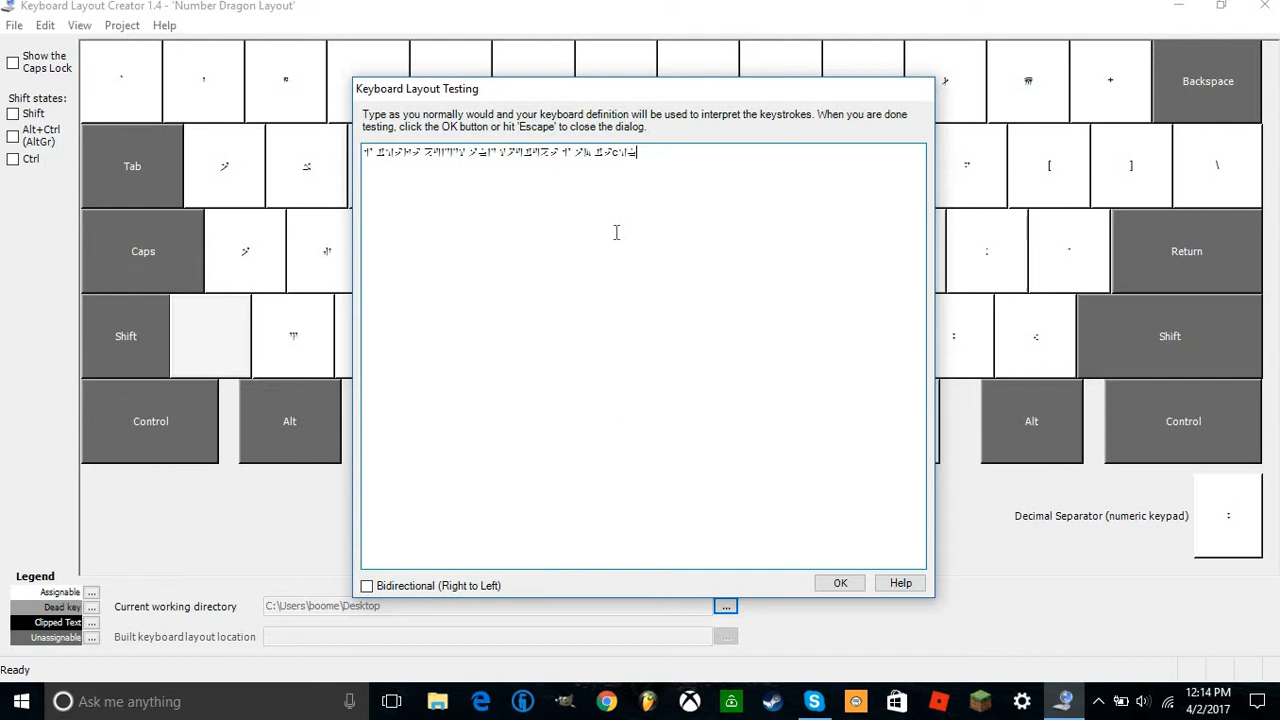 Keyboard Layout Creator 1.4 - 'Number Dragon Layout'
File Edit View Project Help
Show the Caps Lock
Shift states:
Shift
Alt+Ctrl (AltGr)
Ctrl
+ Backspace
Tab [ ] \
Caps ; Return
Shift Shift
Control Alt Alt Control
Decimal Separator (numeric keypad)
Keyboard Layout Testing
Type as you normally would and your keyboard definition will be used to interpret the keystrokes. When you are done
testing, click the OK button or hit 'Escape' to close the dialog.
Bidirectional (Right to Left) OK Help
Legend
Assignable ...
Dead key ...
Clipped Text ...
Unassignable ...
Current working directory C:\Users\boome\Desktop ...
Built keyboard layout location ...
Ready
Ask me anything
12:14 PM
4/2/2017